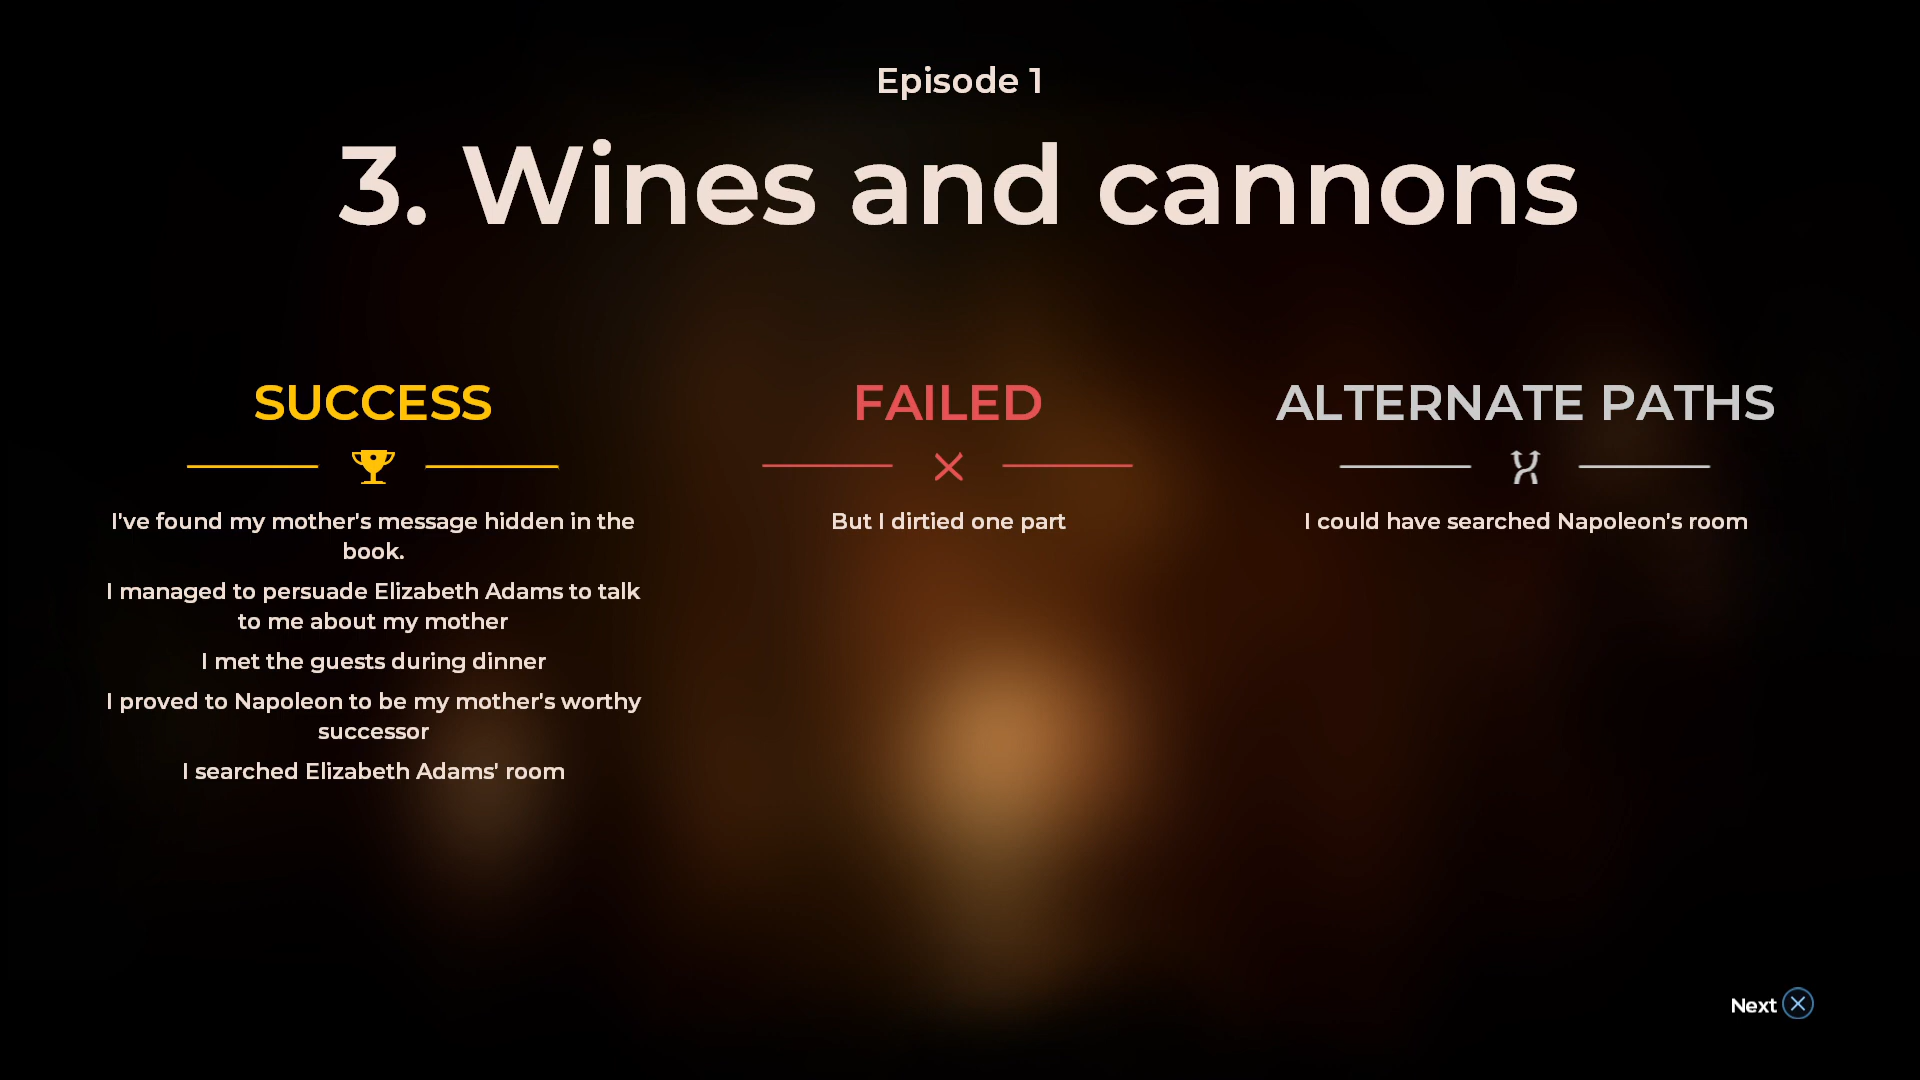 Episode 1
3. Wines and cannons
SUCCESS
I've found my mother's message hidden in the
book.
I managed to persuade Elizabeth Adams to talk
to me about my mother
I met the guests during dinner
I proved to Napoleon to be my mother's worthy
successor
I searched Elizabeth Adams' room
FAILED
But I dirtied one part
ALTERNATE PATHS
I could have searched Napoleon's room
Next